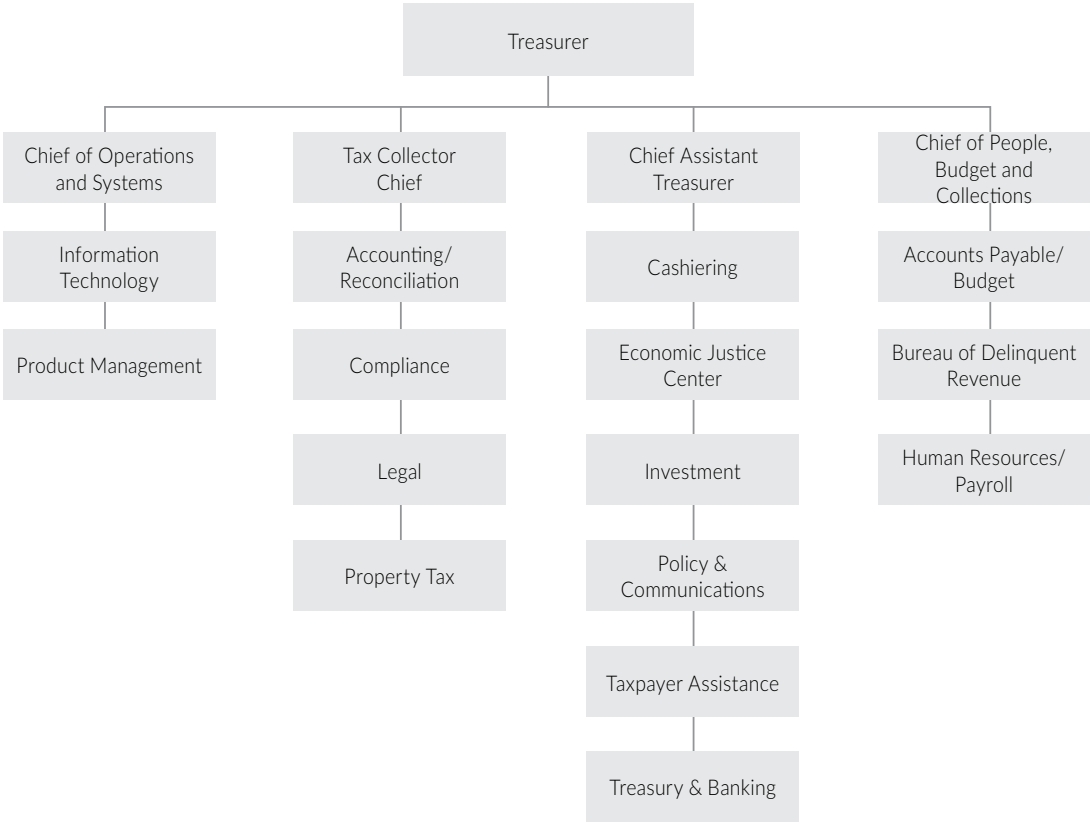 Treasurer
Chief of Operations
and Systems
Tax Collector
Chief
Chief Assistant
Treasurer
Chief of People,
Budget and
Collections
Information
Technology
Accounting/
Reconciliation
Cashiering
Accounts Payable/
Budget
Product Management
Compliance
Economic Justice
Center
Bureau of Delinquent
Revenue
Legal
Investment
Human Resources/
Payroll
Property Tax
Policy &
Communications
Taxpayer Assistance
Treasury & Banking